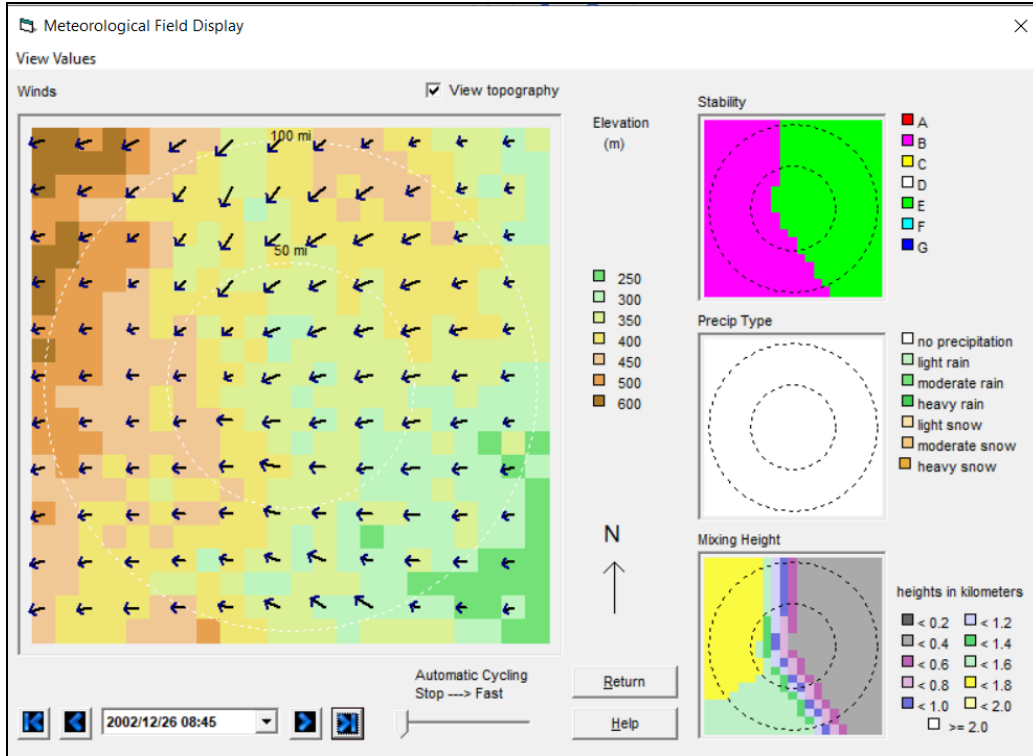 Meteorological Field Display
View Values
Winds
View topography
100 mi
50 mi
Elevation
(m)
250
300
350
400
450
500
600
N
Stability
A
B
C
D
E
F
G
Precip Type
no precipitation
light rain
moderate rain
heavy rain
light snow
moderate snow
heavy snow
Mixing Height
heights in kilometers
< 0.2 < 1.2
< 0.4 < 1.4
< 0.6 < 1.6
< 0.8 < 1.8
< 1.0 < 2.0
>= 2.0
Automatic Cycling
Stop ---> Fast
2002/12/26 08:45
Return
Help